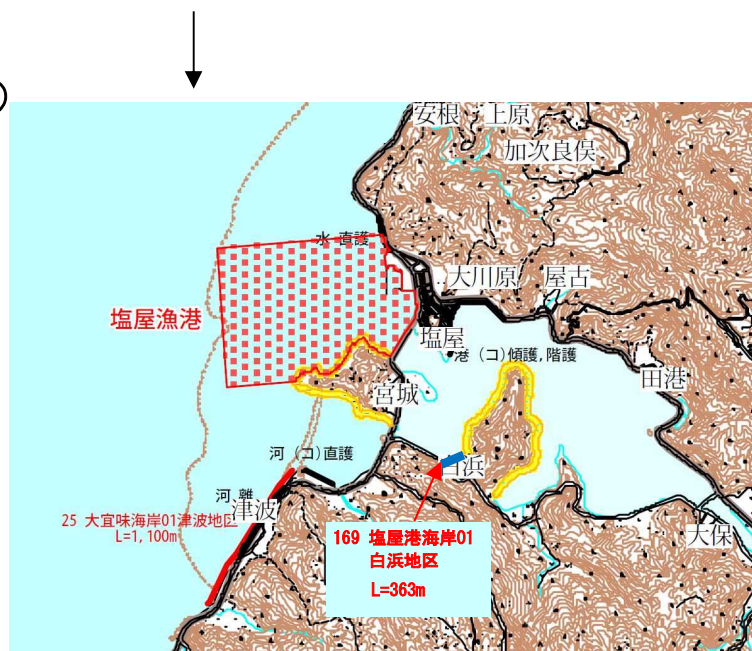 安根
上原
加次良俣
水 直護
大川原
屋古
塩屋漁港
塩屋
港 (コ)傾護,階護
田港
宮城
河 (コ)直護
白浜
河 離
津波
25 大宜味海岸01津波地区
L=1,100m
大保
169 塩屋港海岸01
白浜地区
L=363m